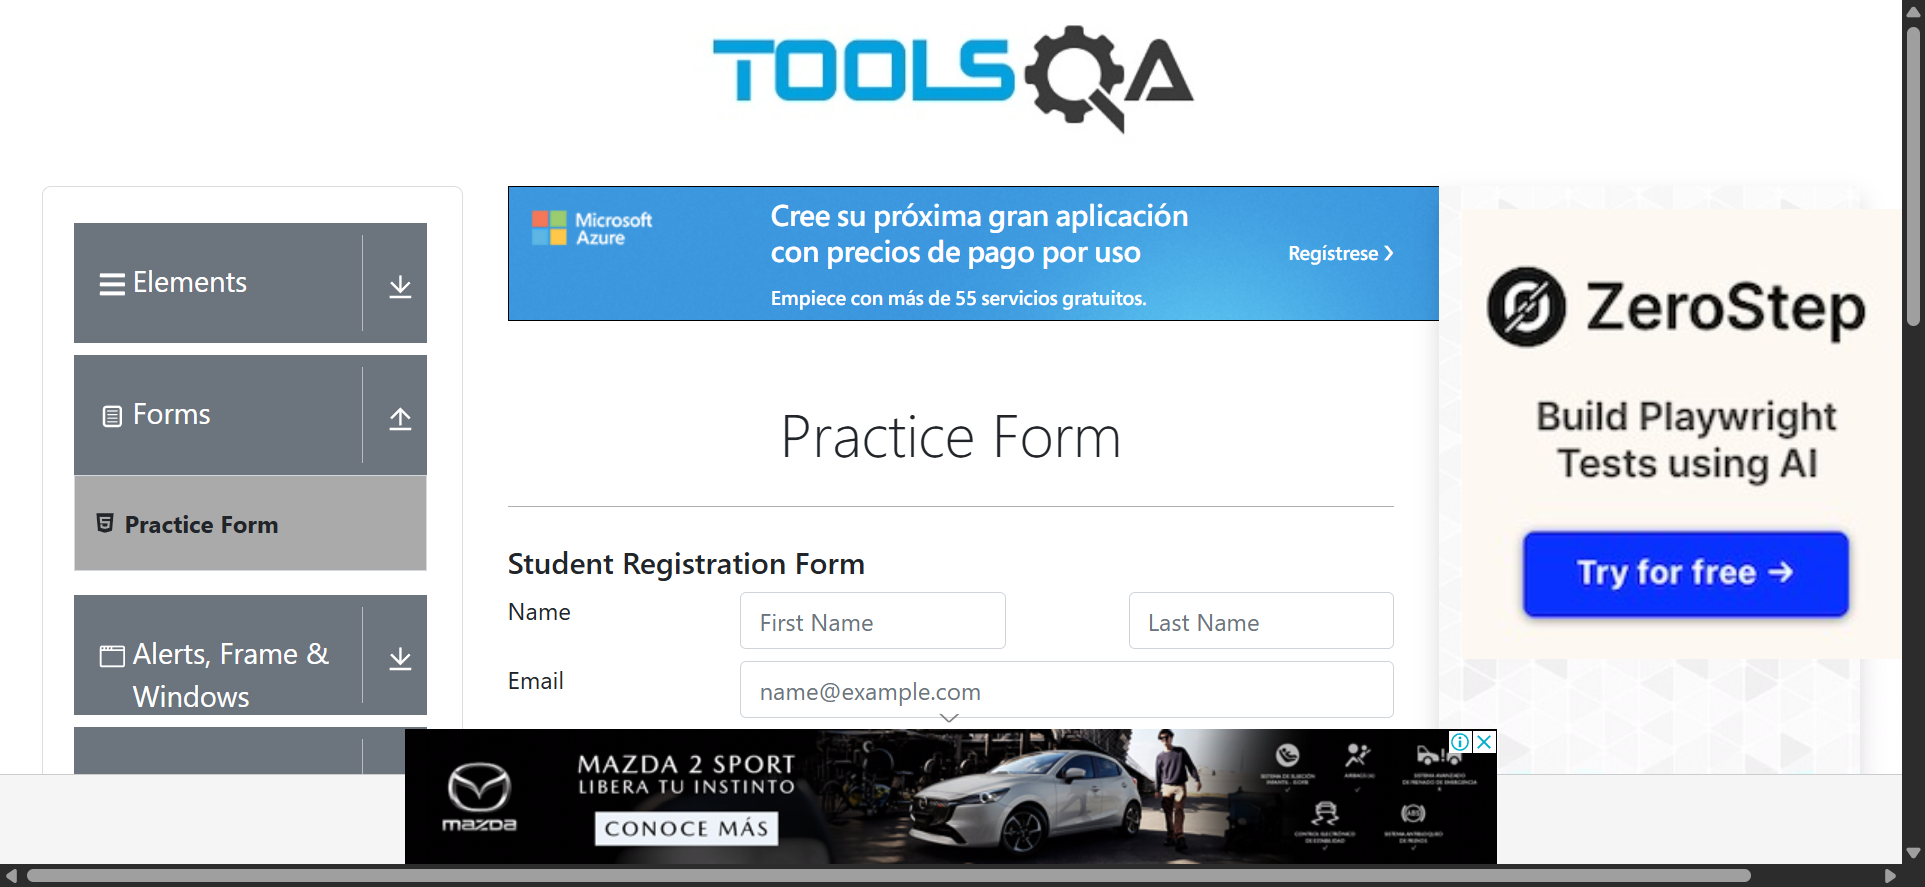 TOOLSQA
Elements
Forms
Practice Form
Alerts, Frame &
Windows
Microsoft
Azure
Cree su próxima gran aplicación
con precios de pago por uso
Empiece con más de 55 servicios gratuitos.
Regístrese
Practice Form
Student Registration Form
Name
First Name
Last Name
Email
name@example.com
ZeroStep
Build Playwright
Tests using AI
Try for free →
mazda
MAZDA 2 SPORT
LIBERA TU INSTINTO
CONOCE MÁS
ABS